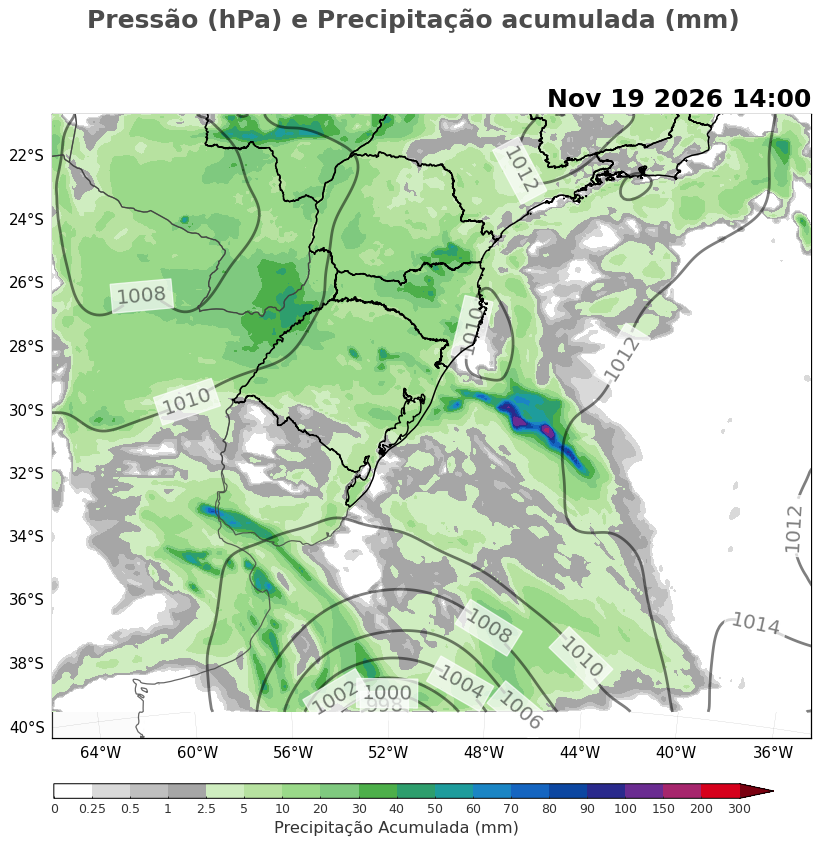 Pressão (hPa) e Precipitação acumulada (mm)
Nov 19 2026 14:00
22°S
24°S
26°S
28°S
30°S
32°S
34°S
36°S
38°S
40°S
1012
1008
1010
1010
1012
1012
1014
1008
1010
1004
1006
1002
1000
998
64°W 60°W 56°W 52°W 48°W 44°W 40°W 36°W
0 0.25 0.5 1 2.5 5 10 20 30 40 50 60 70 80 90 100 150 200 300
Precipitação Acumulada (mm)